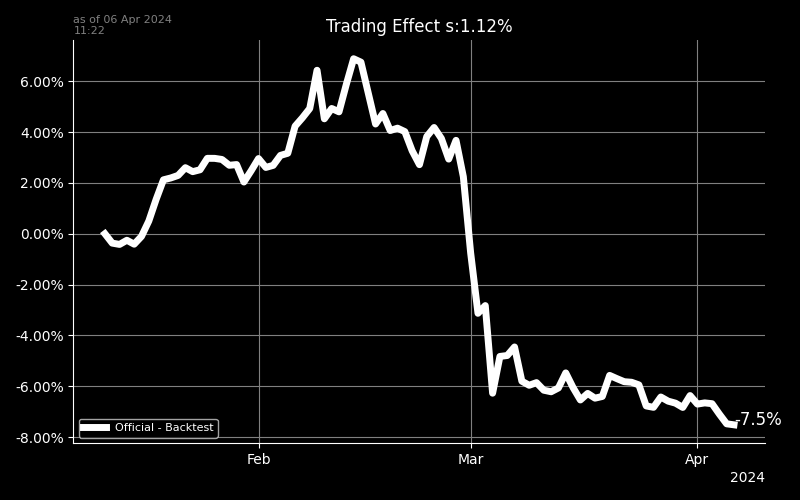 as of 06 Apr 2024
11:22
Trading Effect s:1.12%
6.00%
4.00%
2.00%
0.00%
-2.00%
-4.00%
-6.00%
-8.00%
-7.5%
Official - Backtest
Feb
Mar
Apr
2024